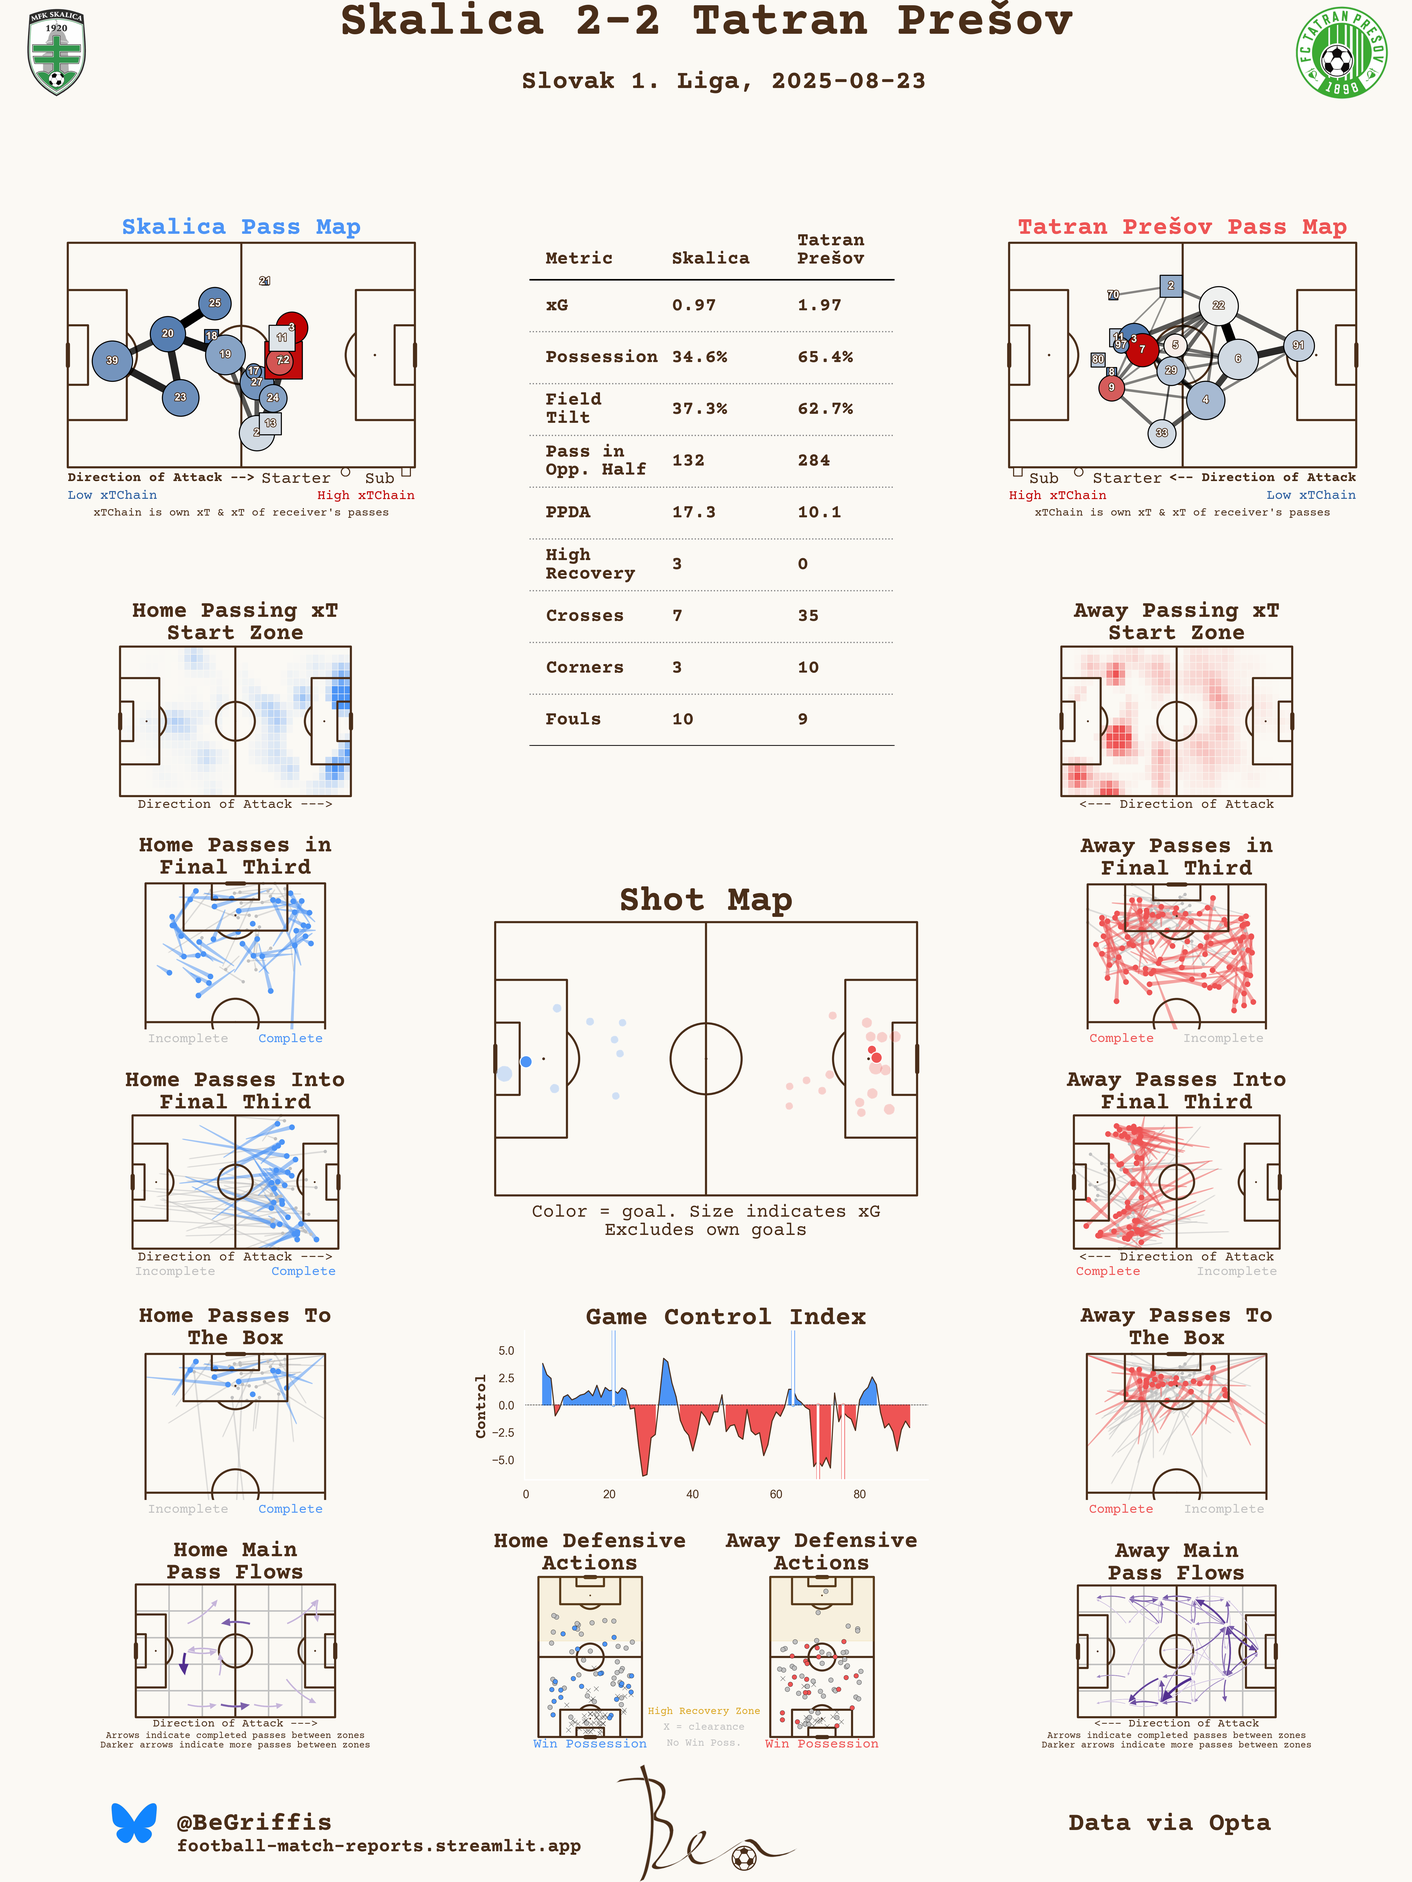 Skalica 2-2 Tatran Prešov
Slovak 1. Liga, 2025-08-23
MFK SKALICA
1920
FC TATRAN PREŠOV
1898
Skalica Pass Map
21
25
20
18
3
11
39
19
17
27
23
24
13
Direction of Attack --> Starter Sub
Low xTChain High xTChain
xTChain is own xT & xT of receiver's passes
Metric Skalica Tatran Prešov
xG 0.97 1.97
Possession 34.6% 65.4%
Field Tilt 37.3% 62.7%
Pass in Opp. Half 132 284
PPDA 17.3 10.1
High Recovery 3 0
Crosses 7 35
Corners 3 10
Fouls 10 9
Tatran Prešov Pass Map
70
2
22
3
97
7
5
91
80
6
8
29
9
4
33
Sub Starter <-- Direction of Attack
High xTChain Low xTChain
xTChain is own xT & xT of receiver's passes
Home Passing xT
Start Zone
Direction of Attack --->
Away Passing xT
Start Zone
<--- Direction of Attack
Home Passes in
Final Third
Incomplete Complete
Away Passes in
Final Third
Complete Incomplete
Shot Map
Color = goal. Size indicates xG
Excludes own goals
Home Passes Into
Final Third
Direction of Attack --->
Incomplete Complete
Away Passes Into
Final Third
<--- Direction of Attack
Complete Incomplete
Home Passes To
The Box
Incomplete Complete
Game Control Index
Control
5.0
2.5
0.0
−2.5
−5.0
0 20 40 60 80
Away Passes To
The Box
Complete Incomplete
Home Main
Pass Flows
Direction of Attack --->
Arrows indicate completed passes between zones
Darker arrows indicate more passes between zones
Home Defensive
Actions
Win Possession
Away Defensive
Actions
Win Possession
High Recovery Zone
X = clearance
No Win Poss.
Away Main
Pass Flows
<--- Direction of Attack
Arrows indicate completed passes between zones
Darker arrows indicate more passes between zones
@BeGriffis
football-match-reports.streamlit.app
Ben
Data via Opta